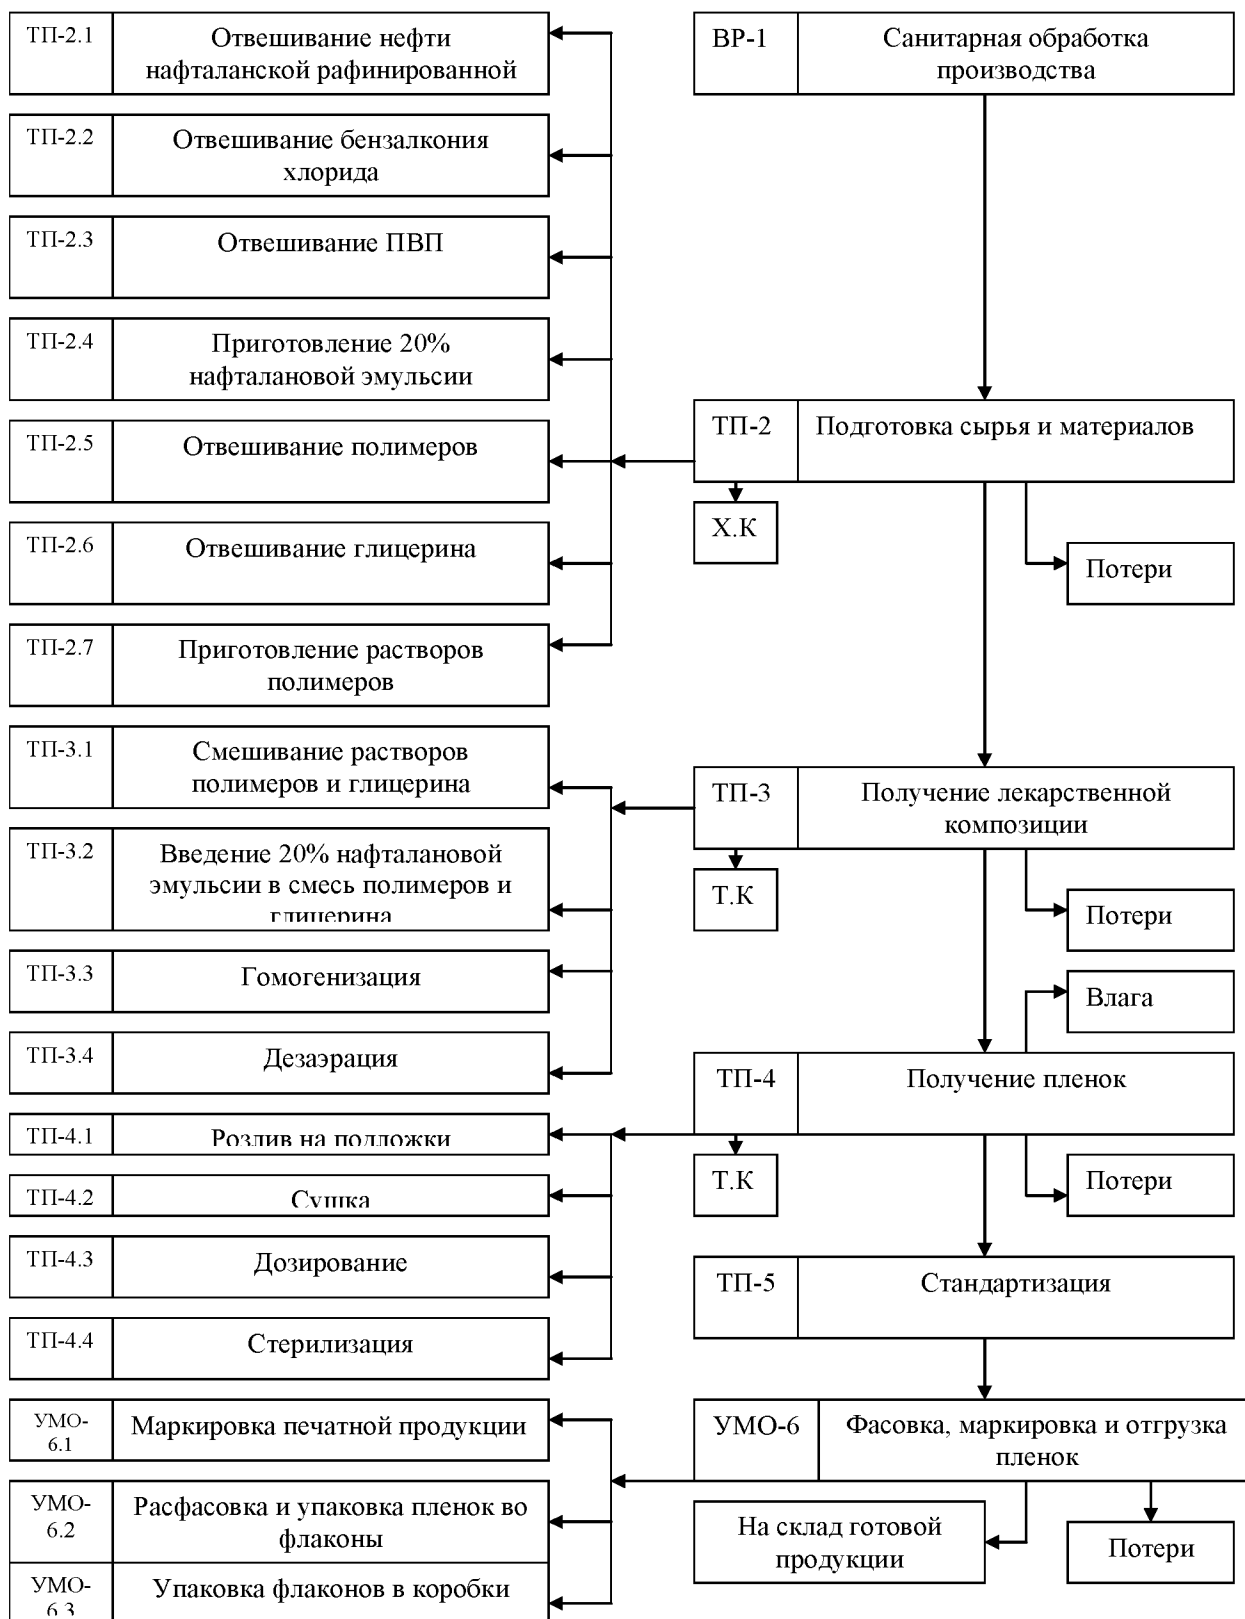 ТП-2.1
Отвешивание нефти
нафталанской рафинированной
ТП-2.2
Отвешивание бензалкония
хлорида
ТП-2.3
Отвешивание ПВП
ТП-2.4
Приготовление 20%
нафталановой эмульсии
ТП-2.5
Отвешивание полимеров
ТП-2.6
Отвешивание глицерина
ТП-2.7
Приготовление растворов
полимеров
ТП-3.1
Смешивание растворов
полимеров и глицерина
ТП-3.2
Введение 20% нафталановой
эмульсии в смесь полимеров и
глицерина
ТП-3.3
Гомогенизация
ТП-3.4
Дезаэрация
ТП-4.1
Розлив на подложки
ТП-4.2
Сушка
ТП-4.3
Дозирование
ТП-4.4
Стерилизация
УМО-
6.1
Маркировка печатной продукции
УМО-
6.2
Расфасовка и упаковка пленок во
флаконы
УМО-
6.3
Упаковка флаконов в коробки
ВР-1
Санитарная обработка
производства
ТП-2
Подготовка сырья и материалов
Х.К
Потери
ТП-3
Получение лекарственной
композиции
Т.К
Потери
Влага
ТП-4
Получение пленок
Т.К
Потери
ТП-5
Стандартизация
УМО-6
Фасовка, маркировка и отгрузка
пленок
На склад готовой
продукции
Потери